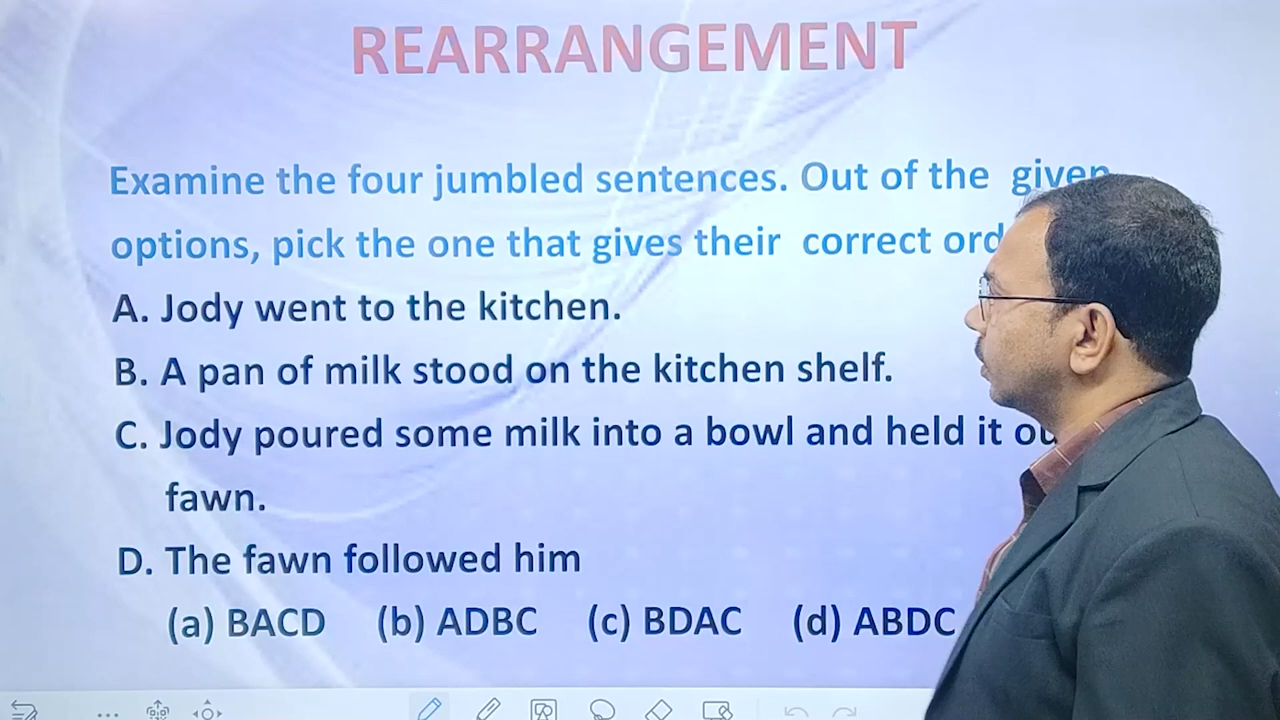 REARRANGEMENT
Examine the four jumbled sentences. Out of the given
options, pick the one that gives their correct
A. Jody went to the kitchen.
B. A pan of milk stood on the kitchen shelf.
C. Jody poured some milk into a bowl and held it
fawn.
D. The fawn followed him
(a) BACD (b) ADBC (c) BDAC (d) ABDC